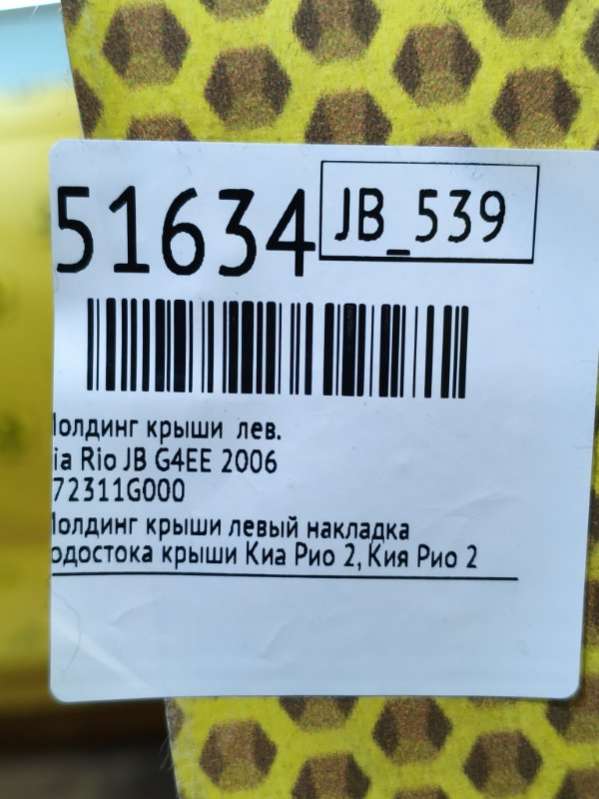 51634 JB_539
олдинг крыши лев.
ia Rio JB G4EE 2006
72311G000
олдинг крыши левый накладка
одостока крыши Киа Рио 2, Кия Рио 2